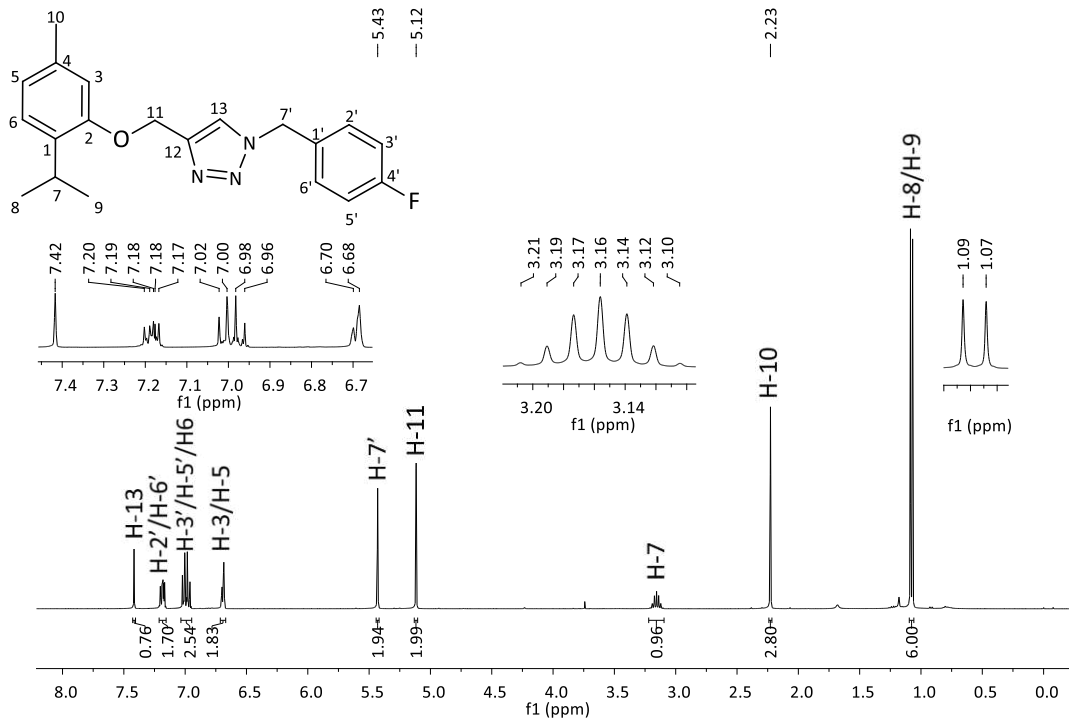 10
5.43
5.12
2.23
5
4
3
6
11
13
7'
2'
1
2
O
12
N
1'
3'
N
N
6'
4'
F
7
5'
8
9
7.42
7.20
7.19
7.18
7.18
7.17
7.02
7.00
6.98
6.96
6.70
6.68
3.21
3.19
3.17
3.16
3.14
3.12
3.10
1.09
1.07
H-8/H-9
7.4 7.3 7.2 7.1 7.0 6.9 6.8 6.7
f1 (ppm)
3.20 3.14
f1 (ppm)
f1 (ppm)
H-13
H-2'/H-6'
H-3'/H-5'/H6
H-3/H-5
H-7'
H-11
H-7
H-10
0.76
1.70
2.54
1.83
1.94
1.99
0.96
2.80
6.00
8.0 7.5 7.0 6.5 6.0 5.5 5.0 4.5 4.0 3.5 3.0 2.5 2.0 1.5 1.0 0.5 0.0
f1 (ppm)